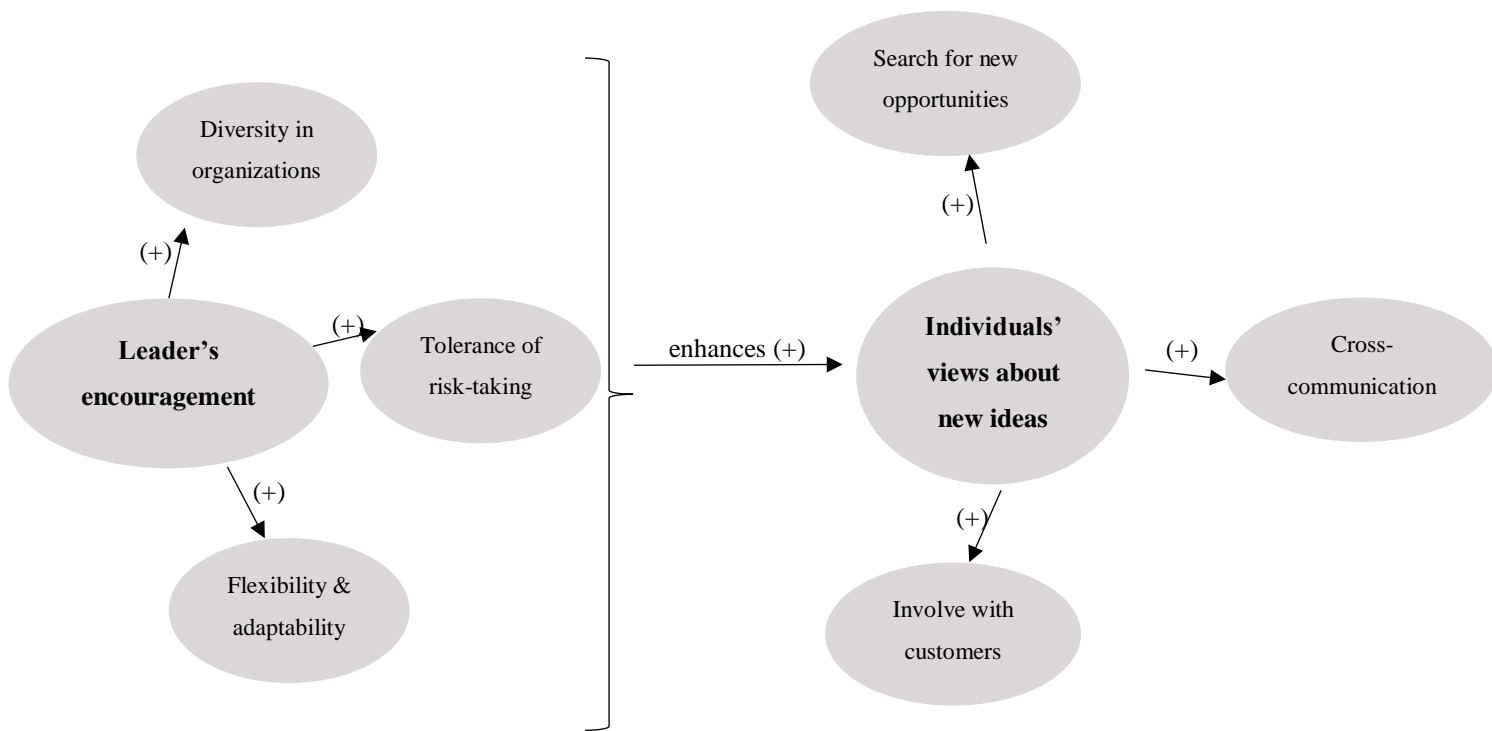 Diversity in
organizations
(+)
Leader’s
encouragement
(+)
Tolerance of
risk-taking
(+)
Flexibility &
adaptability
enhances (+)
Search for new
opportunities
(+)
Individuals’
views about
new ideas
(+)
Cross-
communication
(+)
Involve with
customers